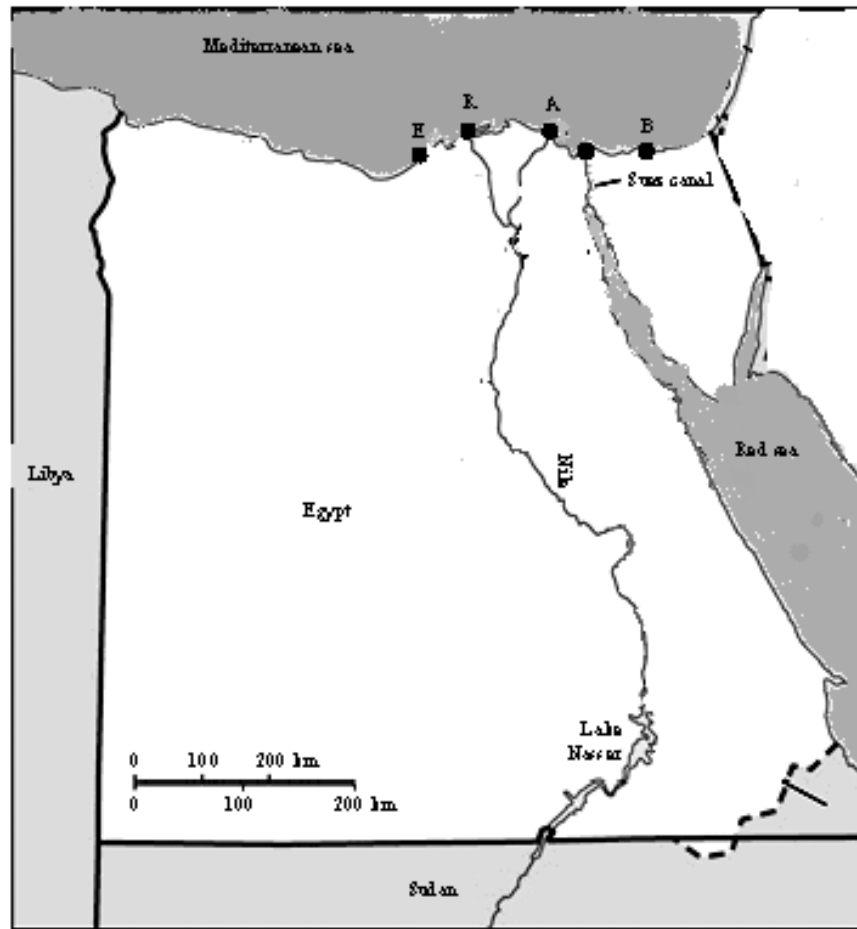 Mediterranean sea
E R A B
Suez canal
Red sea
Nile
Libya
Egypt
Lake
Nasser
0 100 200 km
0 100 200 km
Sudan